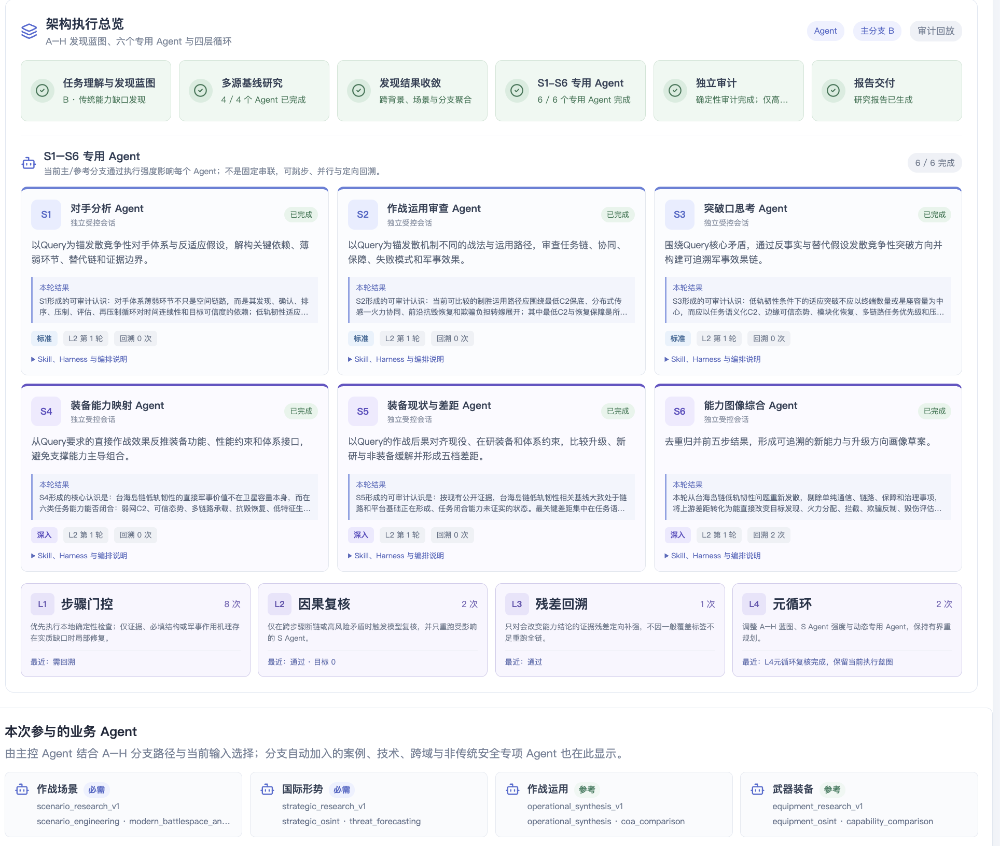 架构执行总览
A—H 发现蓝图、六个专用 Agent 与四层循环
Agent
主分支 B
审计回放
任务理解与发现蓝图
B · 传统能力缺口发现
多源基线研究
4 / 4 个 Agent 已完成
发现结果收敛
跨背景、场景与分支聚合
S1–S6 专用 Agent
6 / 6 个专用 Agent 完成
独立审计
确定性审计完成；仅高...
报告交付
研究报告已生成
S1—S6 专用 Agent
当前主/参考分支通过执行强度影响每个 Agent；不是固定串联，可跳步、并行与定向回溯。
6 / 6 完成
S1
对手分析 Agent
独立受控会话
已完成
以Query为锚发散竞争性对手体系与反适应假设，解构关键依赖、薄
弱环节、替代链和证据边界。
本轮结果
S1形成的可审计认识：对手体系薄弱环节不只是空间链路，而是其发现、确认、排
序、压制、评估、再压制循环对时间连续性和目标可信度的依赖；低轨韧性适应...
标准
L2 第 1 轮
回溯 0 次
▶ Skill、Harness 与编排说明
S2
作战运用审查 Agent
独立受控会话
已完成
以Query为锚发散机制不同的战法与运用路径，审查任务链、协同、
保障、失败模式和军事效果。
本轮结果
S2形成的可审计认识：当前可比较的制胜运用路径应围绕最低C2保底、分布式传
感—火力协同、前沿抗毁恢复和欺骗负担转嫁展开；其中最低C2与恢复保障是所...
标准
L2 第 1 轮
回溯 0 次
▶ Skill、Harness 与编排说明
S3
突破口思考 Agent
独立受控会话
已完成
围绕Query核心矛盾，通过反事实与替代假设发散竞争性突破方向并
构建可追溯军事效果链。
本轮结果
S3形成的可审计认识：低轨韧性条件下的适应突破不应以终端数量或星座容量为中
心，而应以任务语义化C2、边缘可信态势、模块化恢复、多链路任务优先级和压...
标准
L2 第 1 轮
回溯 0 次
▶ Skill、Harness 与编排说明
S4
装备能力映射 Agent
独立受控会话
已完成
从Query要求的直接作战效果反推装备功能、性能约束和体系接口，
避免支撑能力主导组合。
本轮结果
S4形成的核心认识是：台海岛链低轨韧性的直接军事价值不在卫星容量本身，而在
六类任务能力能否闭合：弱网C2、可信态势、多链路承载、抗毁恢复、低特征生...
深入
L2 第 1 轮
回溯 0 次
▶ Skill、Harness 与编排说明
S5
装备现状与差距 Agent
独立受控会话
已完成
以Query的作战后果对齐现役、在研装备和体系约束，比较升级、新
研与非装备缓解并形成五档差距。
本轮结果
S5形成的可审计认识是：按现有公开证据，台海岛链低轨韧性相关基线大致处于链
路和平台基础正在形成、任务闭合能力未证实的状态。最关键差距集中在任务语...
深入
L2 第 1 轮
回溯 0 次
▶ Skill、Harness 与编排说明
S6
能力图像综合 Agent
独立受控会话
已完成
去重归并前五步结果，形成可追溯的新能力与升级方向画像草案。
本轮结果
本轮从台海岛链低轨韧性问题重新发散，剔除单纯通信、链路、保障和治理事项，
将上游差距转化为能直接改变目标发现、火力分配、拦截、欺骗反制、毁伤评估...
深入
L2 第 1 轮
回溯 2 次
▶ Skill、Harness 与编排说明
L1
步骤门控
8 次
优先执行本地确定性检查；仅证据、必填结构或军事作用机理存
在实质缺口时局部修复。
最近：需回溯
L2
因果复核
2 次
仅在跨步骤断链或高风险矛盾时触发模型复核，并只重跑受影响
的 S Agent。
最近：通过 · 目标 0
L3
残差回溯
1 次
只对会改变能力结论的证据残差定向补强，不因一般覆盖标签不
足重跑全链。
最近：通过
L4
元循环
2 次
调整 A—H 蓝图、S Agent 强度与动态专用 Agent，保持有界重
规划。
最近：L4元循环复核完成，保留当前执行蓝图
本次参与的业务 Agent
由主控 Agent 结合 A—H 分支路径与当前输入选择；分支自动加入的案例、技术、跨域与非传统安全专项 Agent 也在此显示。
作战场景
必需
scenario_research_v1
scenario_engineering · modern_battlespace_an...
国际形势
必需
strategic_research_v1
strategic_osint · threat_forecasting
作战运用
参考
operational_synthesis_v1
operational_synthesis · coa_comparison
武器装备
参考
equipment_research_v1
equipment_osint · capability_comparison